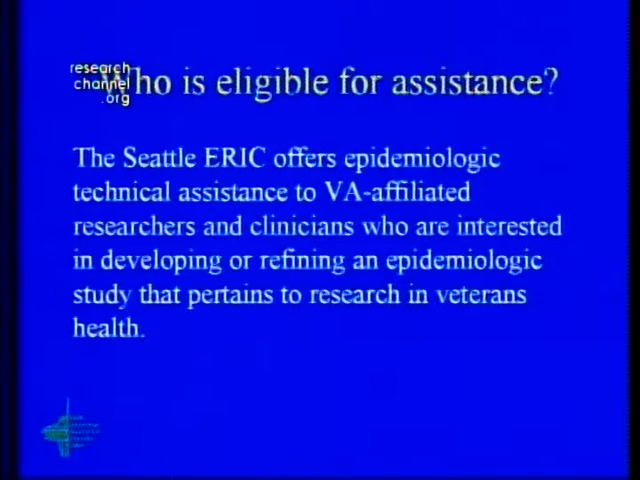 research
channel
.org
Who is eligible for assistance?
The Seattle ERIC offers epidemiologic
technical assistance to VA-affiliated
researchers and clinicians who are interested
in developing or refining an epidemiologic
study that pertains to research in veterans
health.